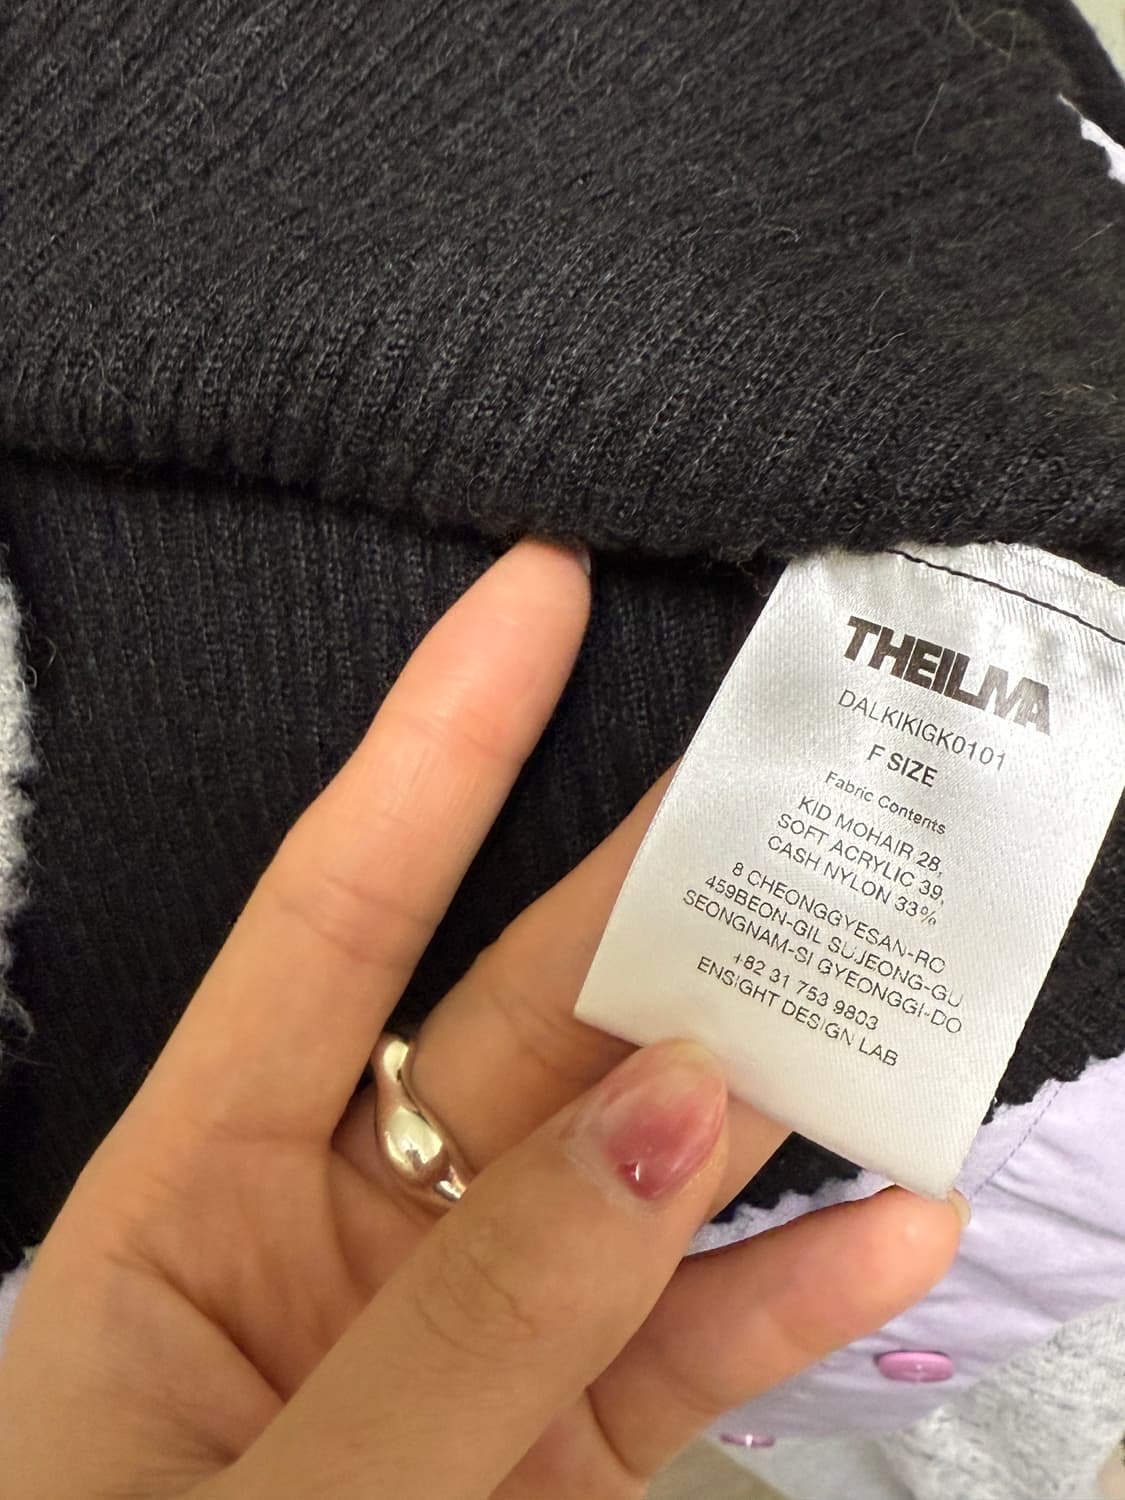 THEILMA
DALKIKIGK0101
F SIZE
Fabric Contents
KID MOHAIR 28,
SOFT ACRYLIC 39,
CASH NYLON 33%
8 CHEONGGYESAN-RO
459BEON-GIL SUJEONG-GU
SEONGNAM-SI GYEONGGI-DO
+82 31 753 9803
ENSIGHT DESIGN LAB